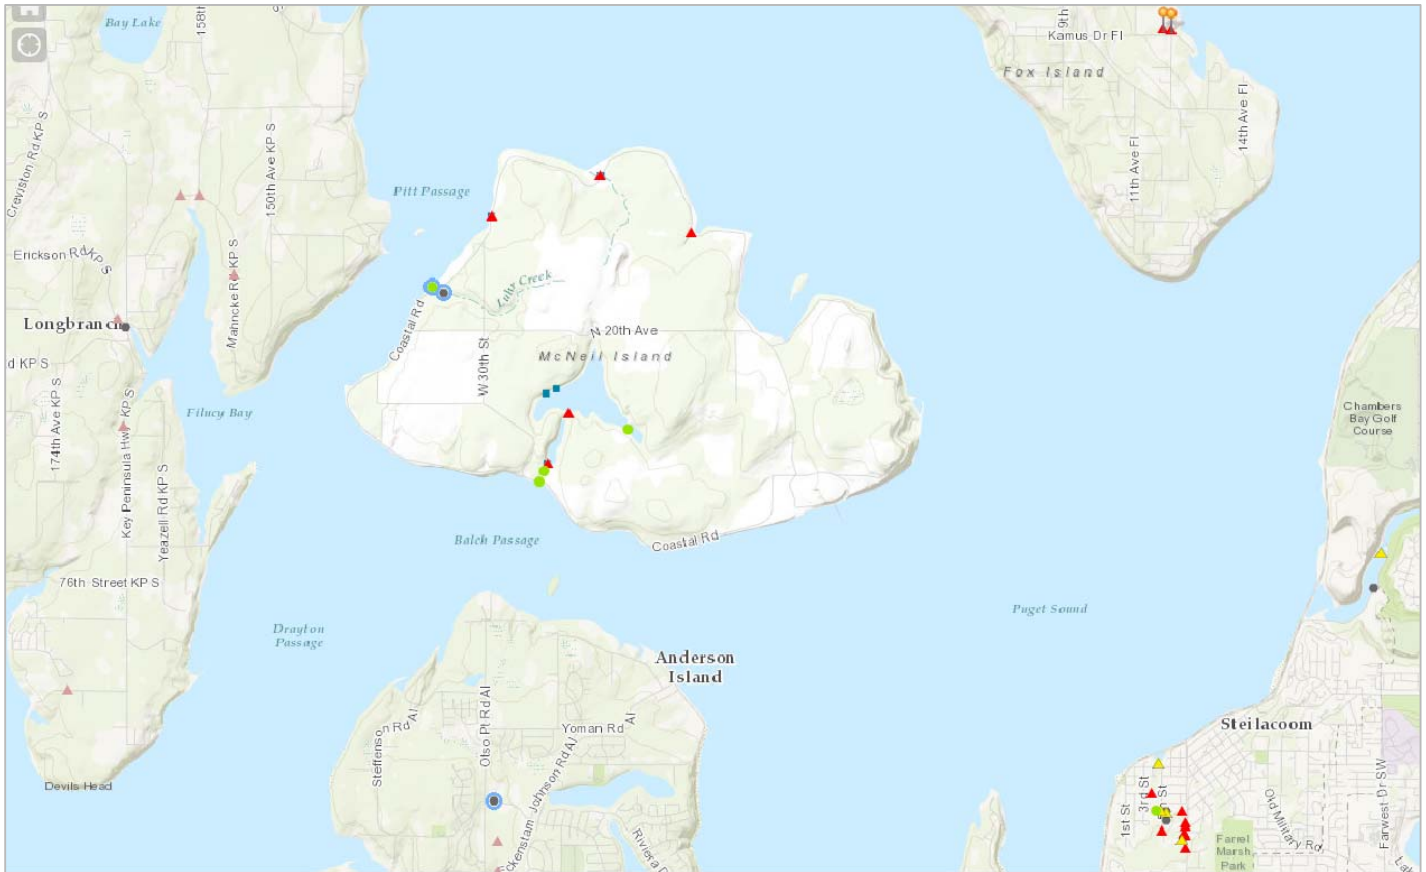 Bay Lake
158th
9th
Kamus Dr FI
Fox Island
14th Ave FI
11th Ave FI
Creviston Rd KP S
150th Ave KP S
Pitt Passage
Erickson Rd KP S
Mahncke Rd KP S
Luhr Creek
Coastal Rd
Longbranch
N 20th Ave
McNeil Island
W 30th St
d KP S
174th Ave KP S
Filucy Bay
Key Peninsula Hwy KP S
Yeazell Rd KP S
Chambers
Bay Golf
Course
Balch Passage
Coastal Rd
76th Street KP S
Puget Sound
Drayton
Passage
Anderson
Island
Steffenson Rd AI
Otso Pt Rd AI
Yoman Rd AI
Steilacoom
Devils Head
Eckenstam Johnson Rd AI
Riviera D
1st St
3rd St
Old Military Rd
Farwest Dr SW
Farrel
Marsh
Park